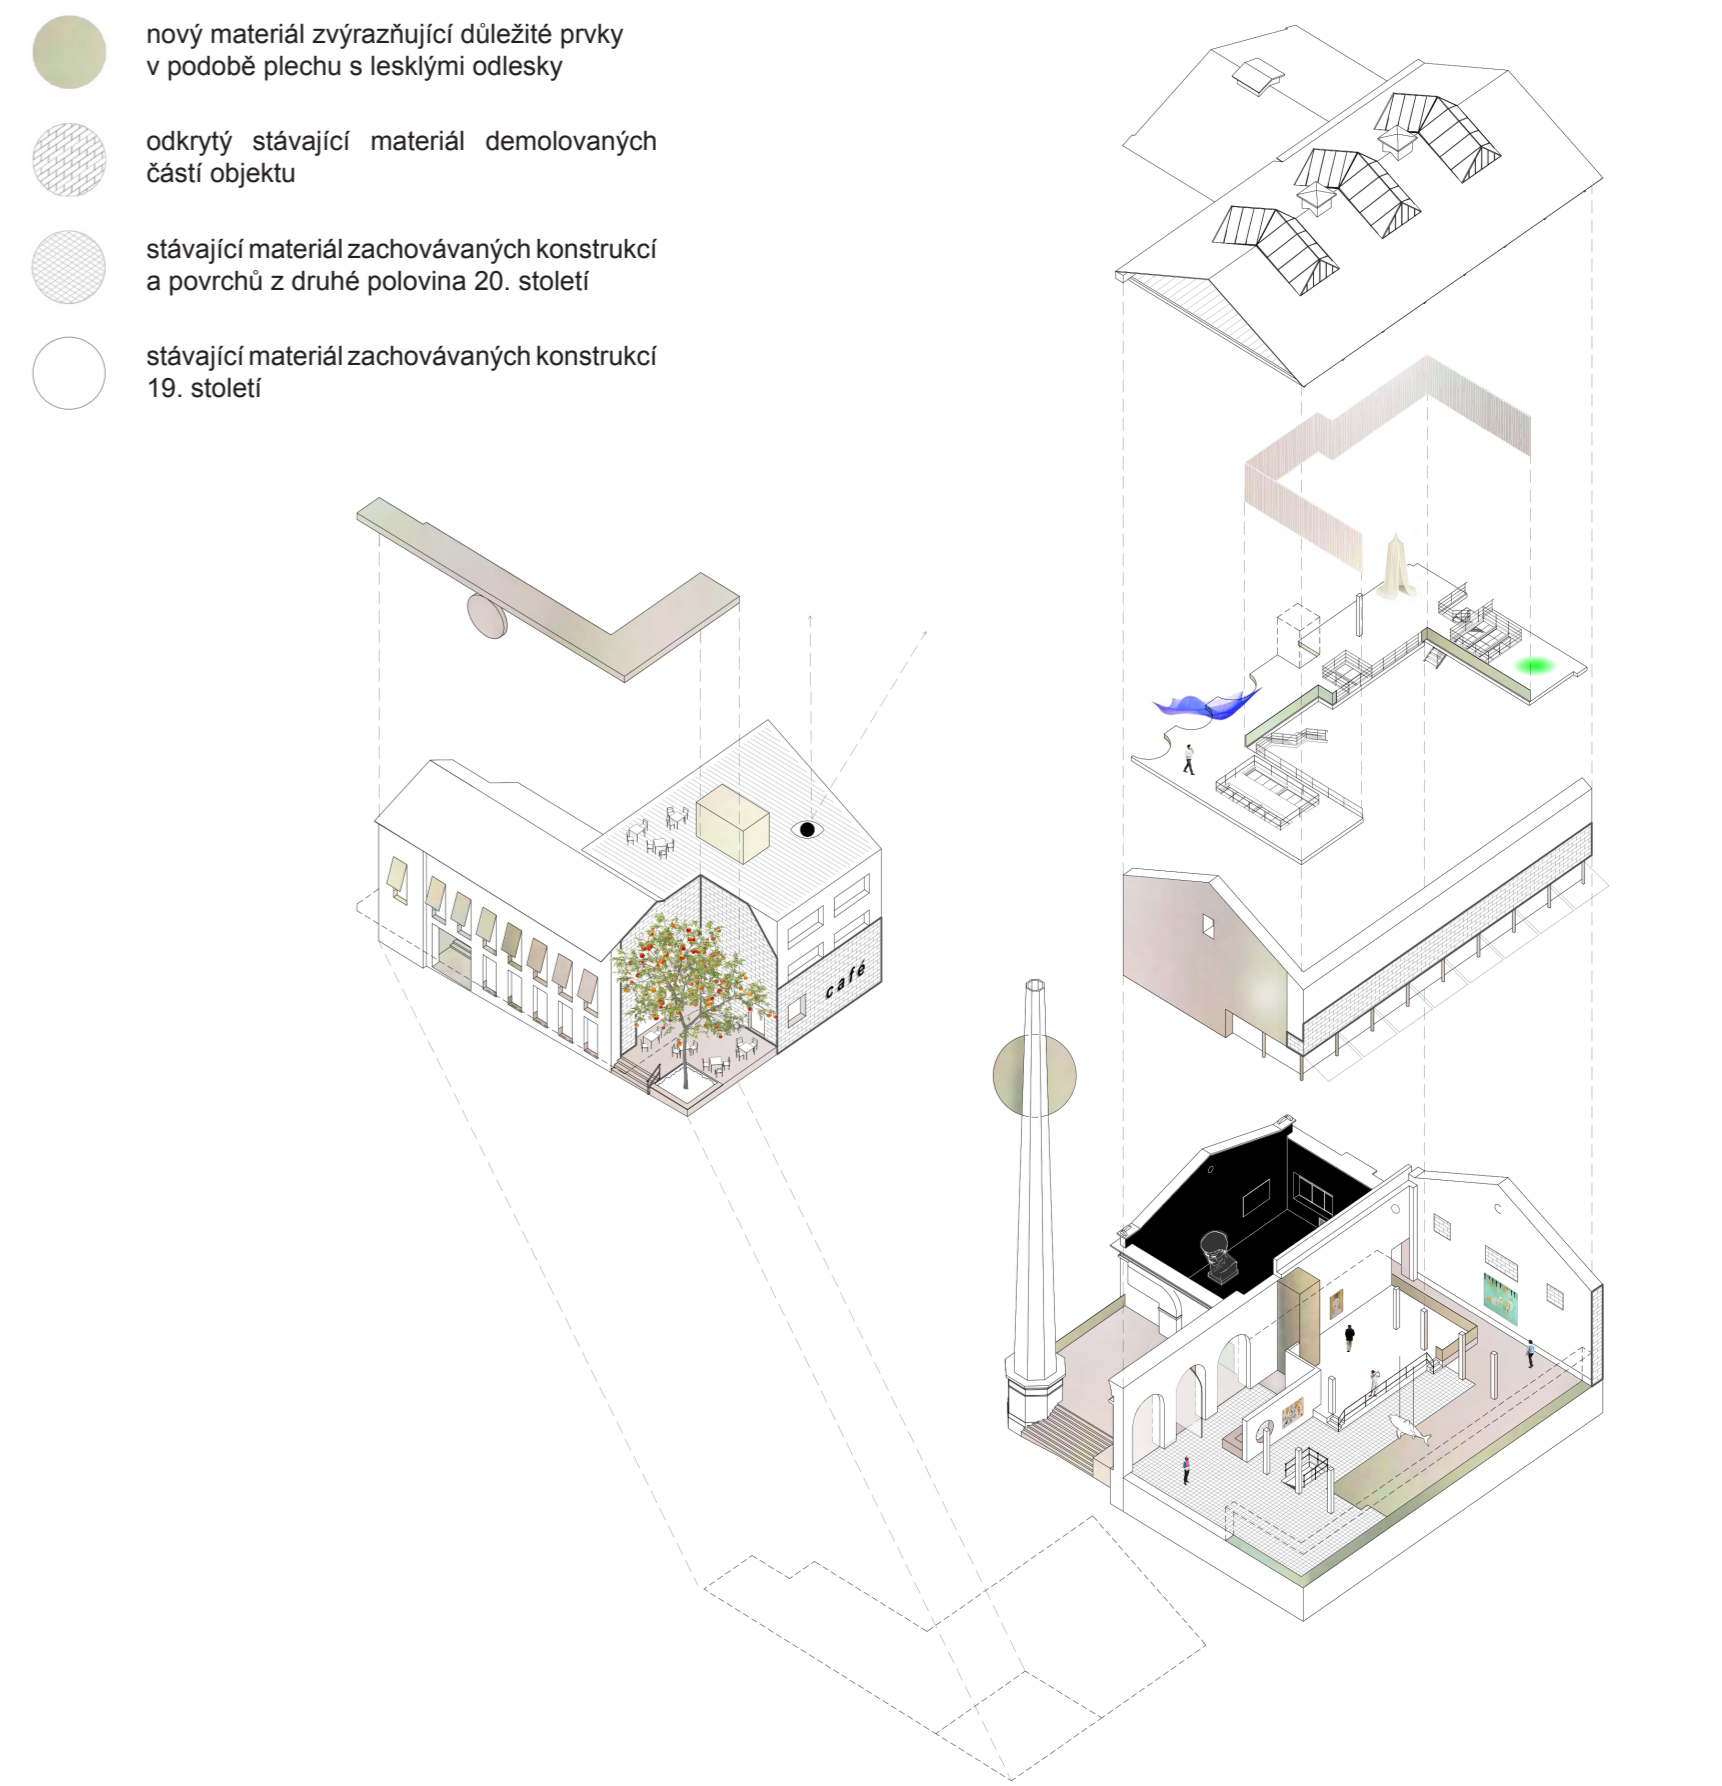 nový materiál zvýrazňující důležité prvky
v podobě plechu s lesklými odlesky
odkrytý stávající materiál demolovaných
částí objektu
stávající materiál zachovávaných konstrukcí
a povrchů z druhé polovina 20. století
stávající materiál zachovávaných konstrukcí
19. století
café